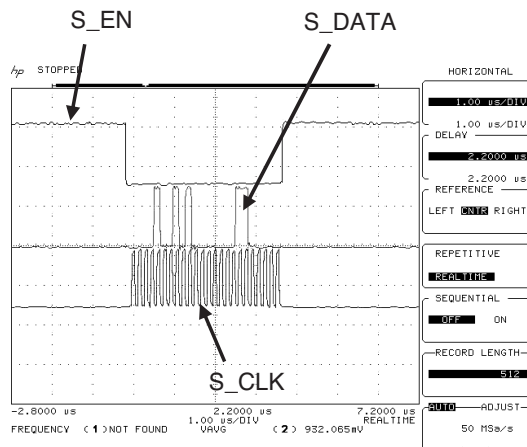 S_EN
S_DATA
hp STOPPED
HORIZONTAL
1.00 us/DIV
1.00 us/DIV
DELAY
2.2000 us
2.2000 us
REFERENCE
LEFT CNTR RIGHT
REPETITIVE
REALTIME
SEQUENTIAL
OFF ON
RECORD LENGTH
512
AUTO ADJUST
50 MSa/s
S_CLK
-2.8000 us 2.2000 us 7.2000 us
1.00 us/DIV REALTIME
FREQUENCY (1) NOT FOUND VAVG (2) 932.065mV